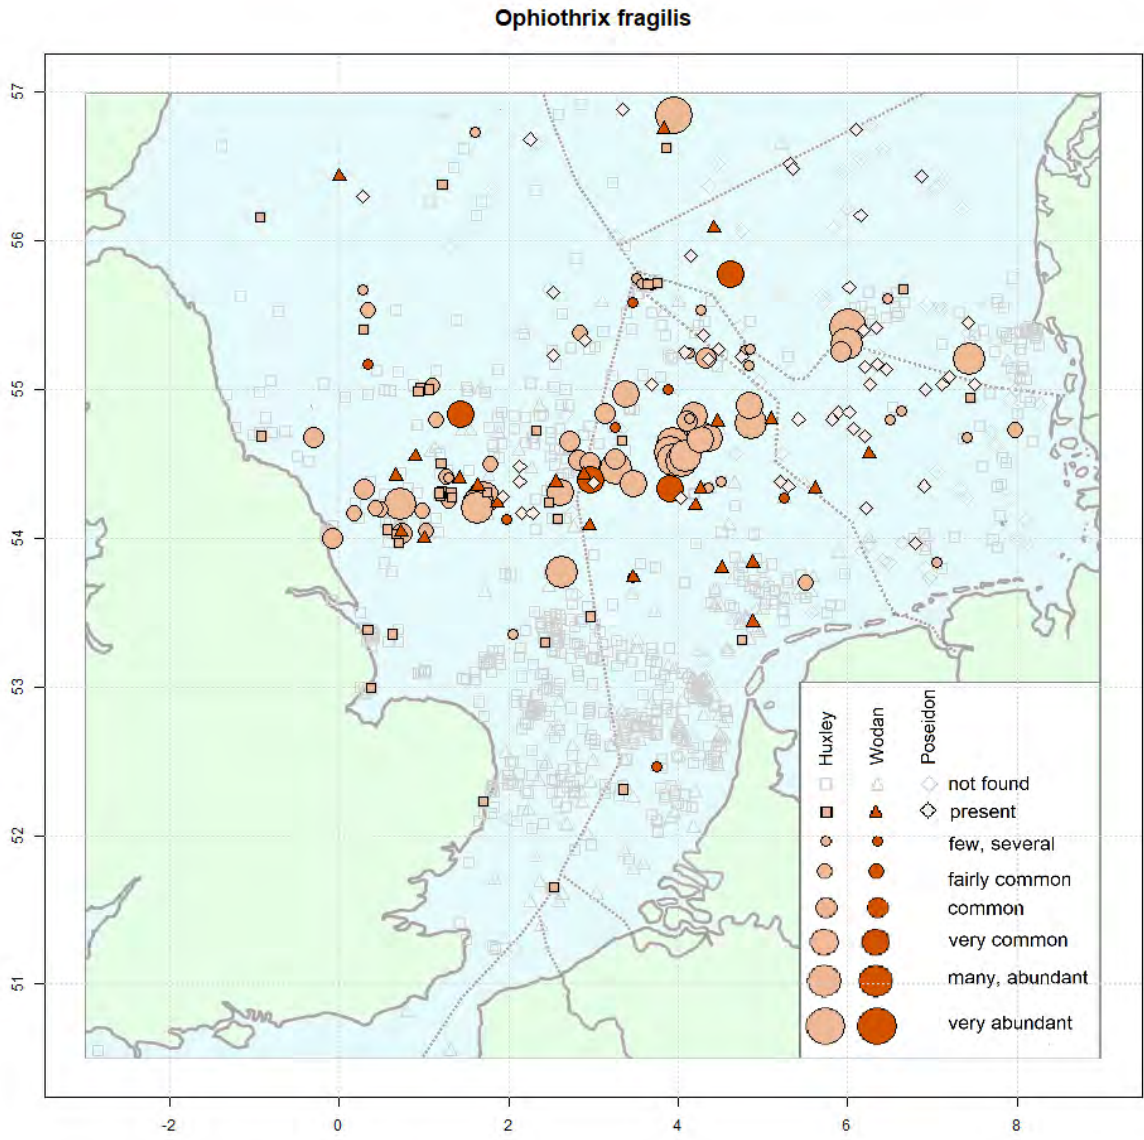 Ophiothrix fragilis
57
56
55
54
53
52
51
Huxley
Wodan
Poseidon
not found
present
few, several
fairly common
common
very common
many, abundant
very abundant
-2
0
2
4
6
8